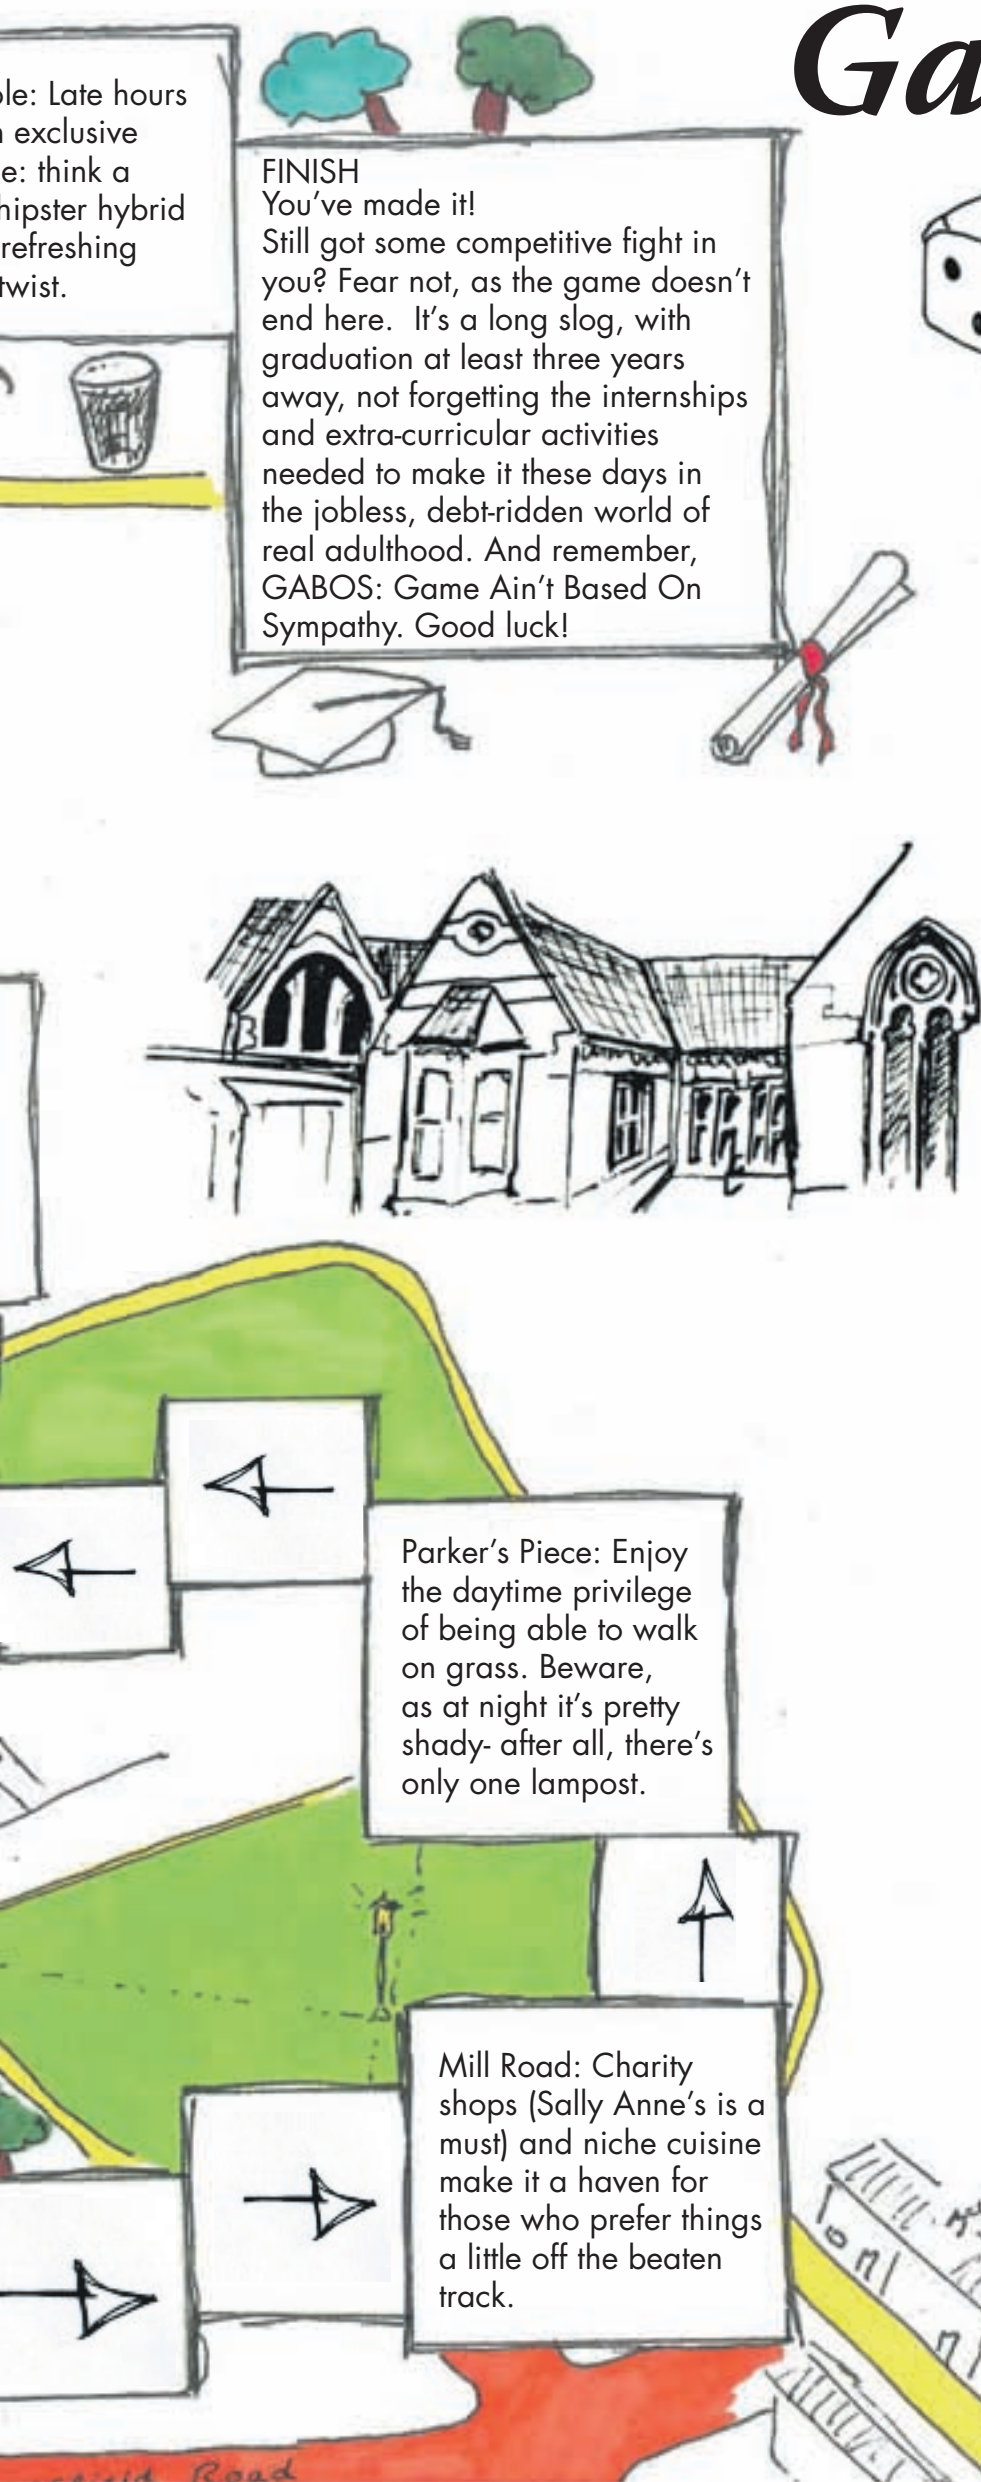 Ga
ble: Late hours
exclusive
e: think a
hipster hybrid
refreshing
twist.
FINISH
You've made it!
Still got some competitive fight in
you? Fear not, as the game doesn't
end here.  It's a long slog, with
graduation at least three years
away, not forgetting the internships
and extra-curricular activities
needed to make it these days in
the jobless, debt-ridden world of
real adulthood. And remember,
GABOS: Game Ain't Based On
Sympathy. Good luck!
Parker's Piece: Enjoy
the daytime privilege
of being able to walk
on grass. Beware,
as at night it's pretty
shady- after all, there's
only one lampost.
Mill Road: Charity
shops (Sally Anne's is a
must) and niche cuisine
make it a haven for
those who prefer things
a little off the beaten
track.
Road